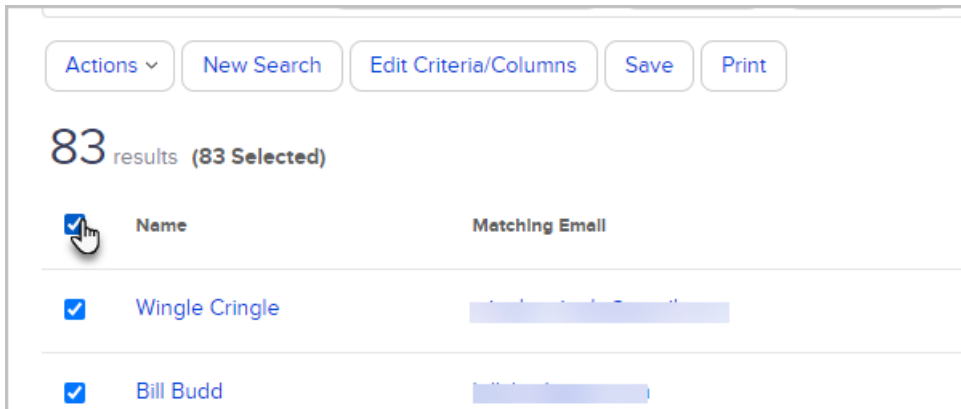 Actions New Search Edit Criteria/Columns Save Print
83 results (83 Selected)
Name Matching Email
Wingle Cringle
Bill Budd